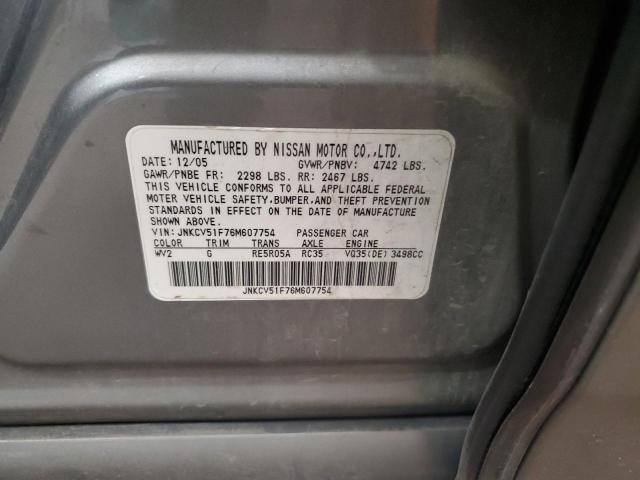 MANUFACTURED BY NISSAN MOTOR CO.,LTD.
DATE: 12/05 GVWR/PNBV: 4742 LBS.
GAWR/PNBE FR: 2298 LBS. RR: 2467 LBS.
THIS VEHICLE CONFORMS TO ALL APPLICABLE FEDERAL
MOTER VEHICLE SAFETY,BUMPER,AND THEFT PREVENTION
STANDARDS IN EFFECT ON THE DATE OF MANUFACTURE
SHOWN ABOVE.
VIN: JNKCV51F76M607754 PASSENGER CAR
COLOR TRIM TRANS AXLE ENGINE
WV2 G RE5R05A RC35 VQ35(DE) 3498CC
JNKCV51F76M607754